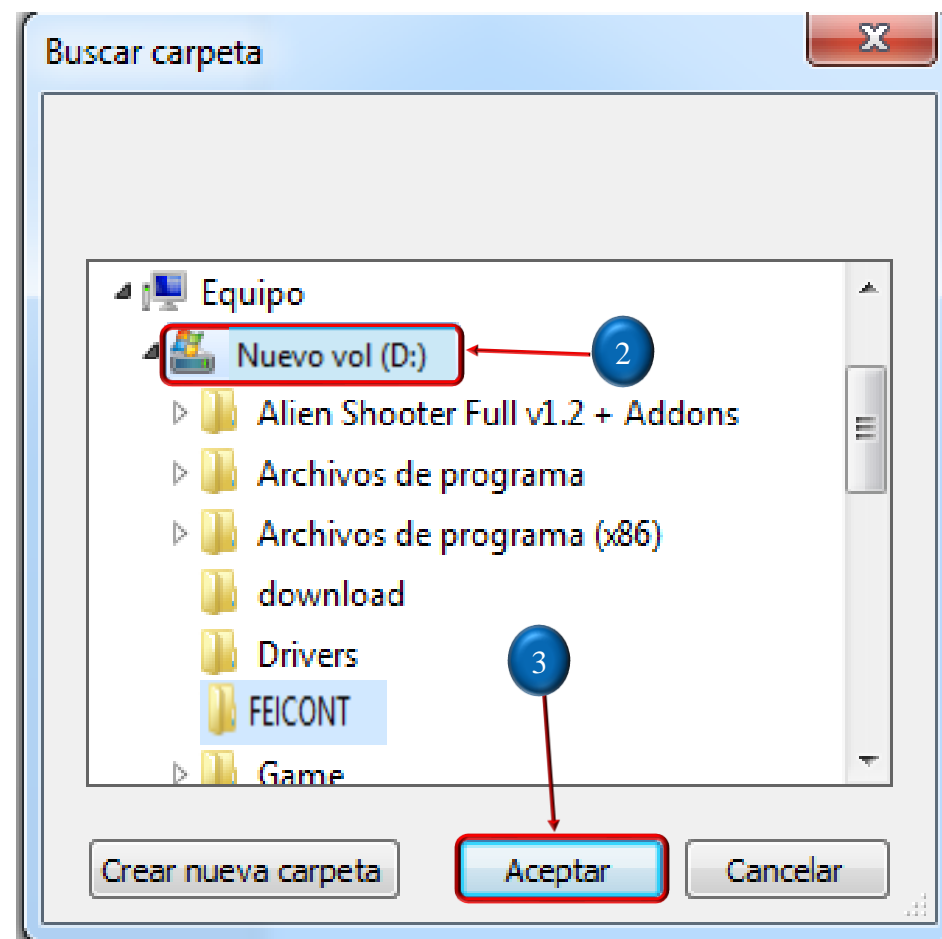 Buscar carpeta
Equipo
Nuevo vol (D:)
2
Alien Shooter Full v1.2 + Addons
Archivos de programa
Archivos de programa (x86)
download
Drivers
3
FEICONT
Game
Crear nueva carpeta
Aceptar
Cancelar